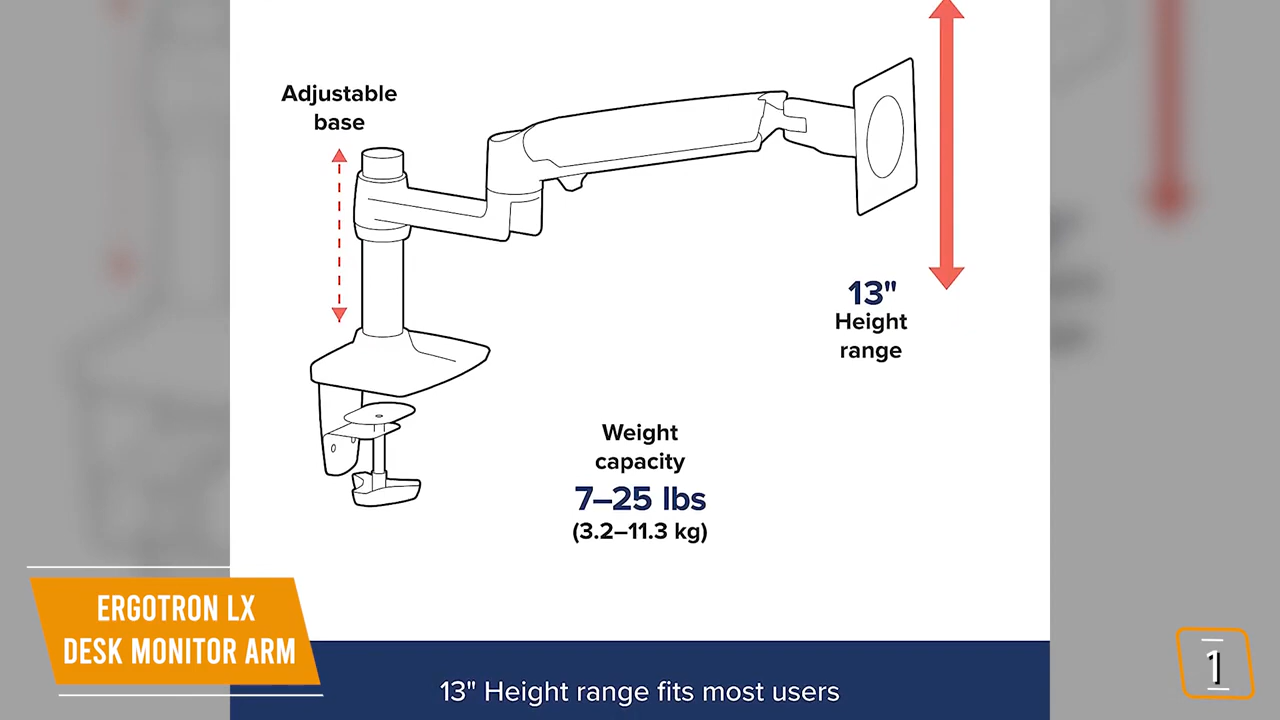 Adjustable
base
13"
Height
range
Weight
capacity
7–25 lbs
(3.2–11.3 kg)
ERGOTRON LX
DESK MONITOR ARM
13" Height range fits most users
1